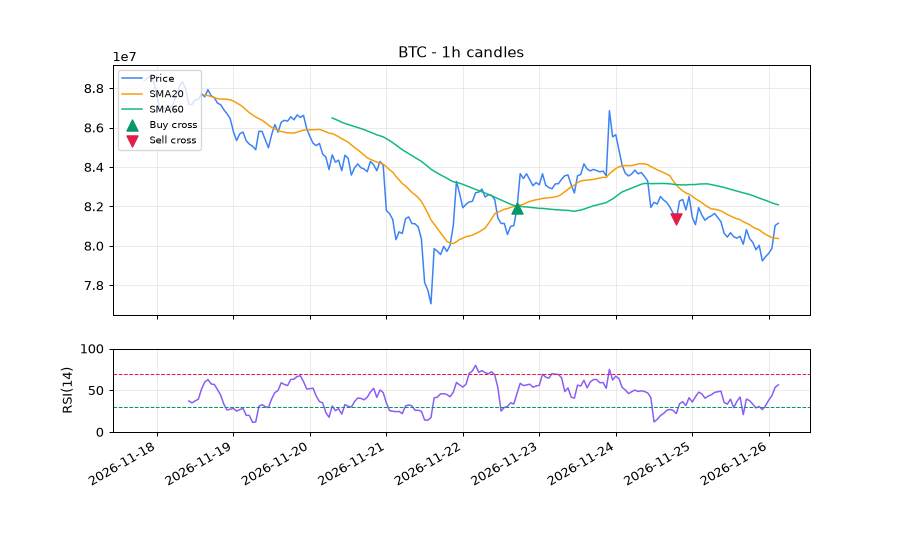 BTC - 1h candles
1e7
8.8
8.6
8.4
8.2
8.0
7.8
Price
SMA20
SMA60
Buy cross
Sell cross
RSI(14)
100
50
0
2026-11-18
2026-11-19
2026-11-20
2026-11-21
2026-11-22
2026-11-23
2026-11-24
2026-11-25
2026-11-26